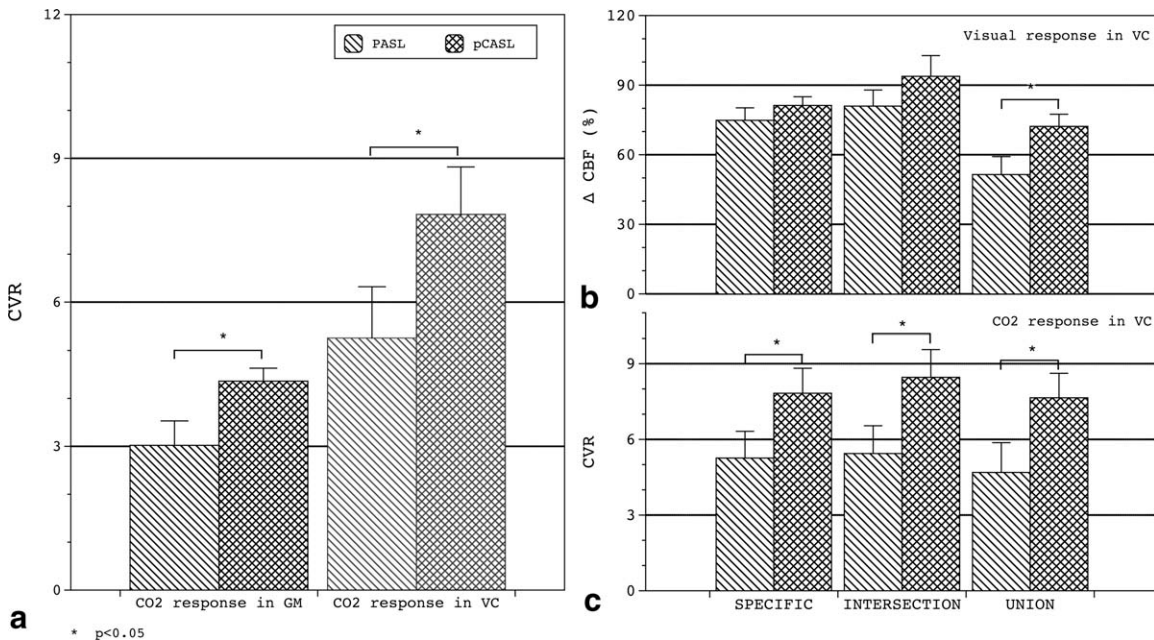 12
9
6
3
0
CVR
PASL pCASL
*
*
CO2 response in GM CO2 response in VC
a
* p<0.05
120
90
60
30
0
Δ CBF (%)
Visual response in VC
*
b
9
6
3
0
CVR
CO2 response in VC
*
*
*
SPECIFIC INTERSECTION UNION
c